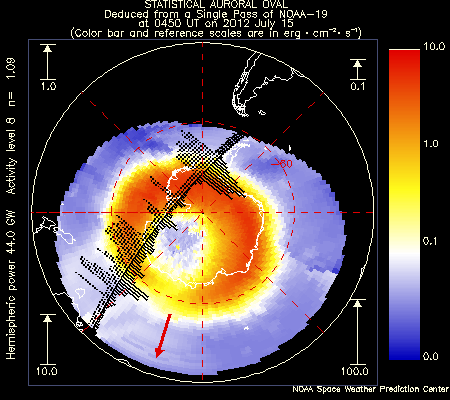 STATISTICAL AURORAL OVAL
Deduced from a Single Pass of NOAA-19
at 0450 UT on 2012 July 15
(Color bar and reference scales are in erg · cm⁻² · s⁻¹)
1.0
0.1
10.0
100.0
-60
Hemispheric power 44.0 GW Activity level 8 n= 1.09
10.0
1.0
0.1
0.0
NOAA Space Weather Prediction Center